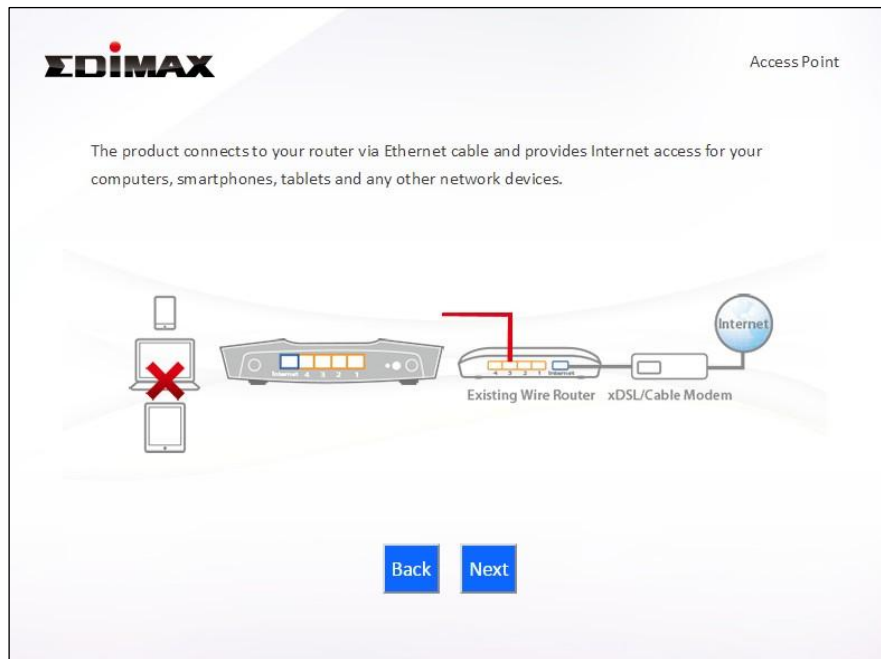 EDIMAX
Access Point
The product connects to your router via Ethernet cable and provides Internet access for your
computers, smartphones, tablets and any other network devices.
Internet
Internet 4 3 2 1
4 3 2 1 Internet
Existing Wire Router xDSL/Cable Modem
Back Next